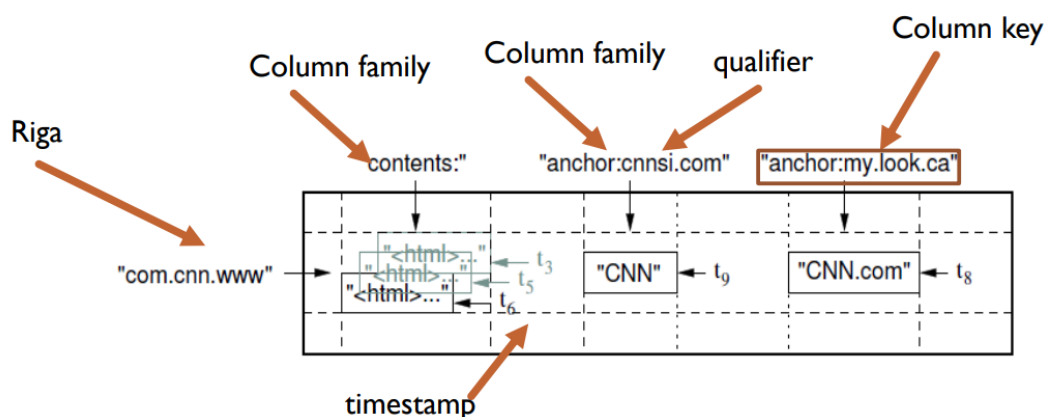 Column key
Column family
Column family
qualifier
Riga
contents:"
"anchor:cnnsi.com"
"anchor:my.look.ca"
"<html>..."
t3
"<html>..."
t5
"<html>..."
t6
"com.cnn.www"
"CNN"
t9
"CNN.com"
t8
timestamp